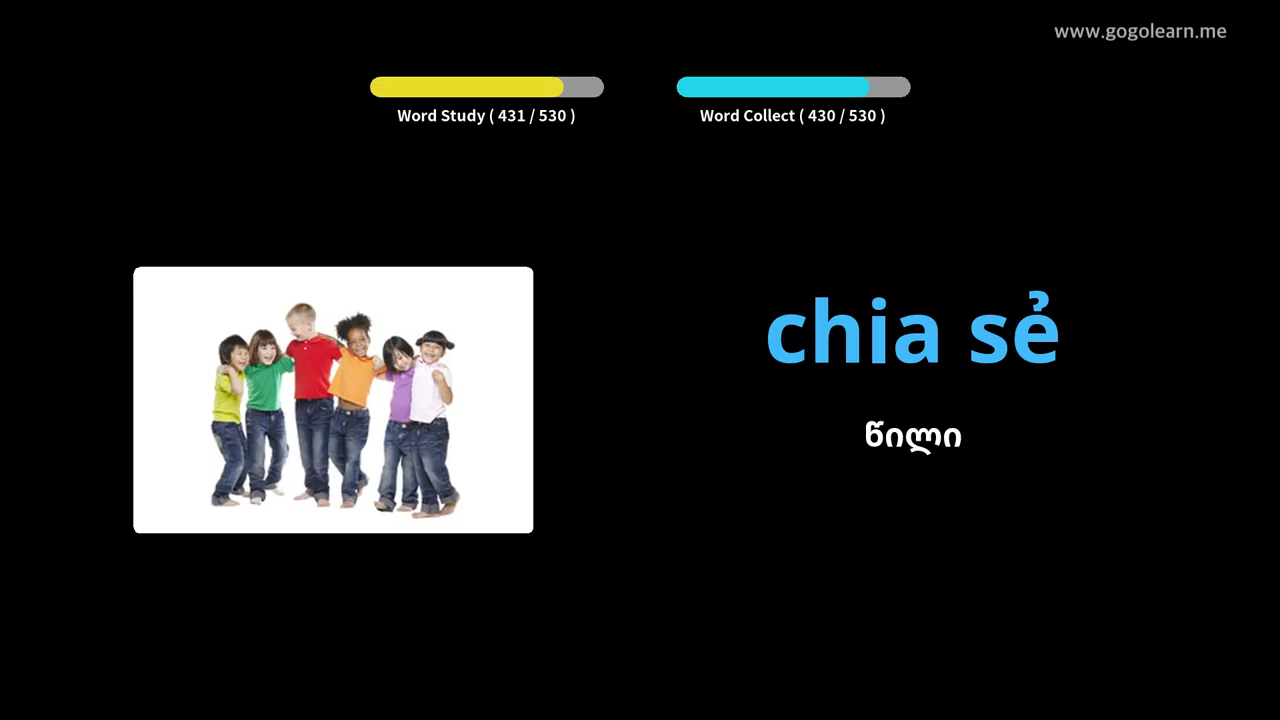 www.gogolearn.me
Word Study ( 431 / 530 )
Word Collect ( 430 / 530 )
chia sẻ
წილი